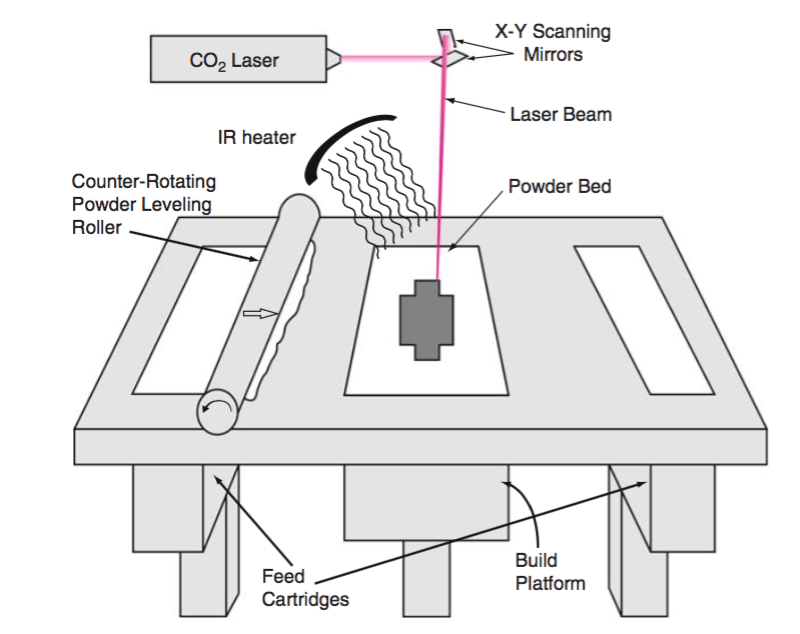 X-Y Scanning
Mirrors
CO₂ Laser
Laser Beam
IR heater
Counter-Rotating
Powder Leveling
Roller
Powder Bed
Build
Platform
Feed
Cartridges